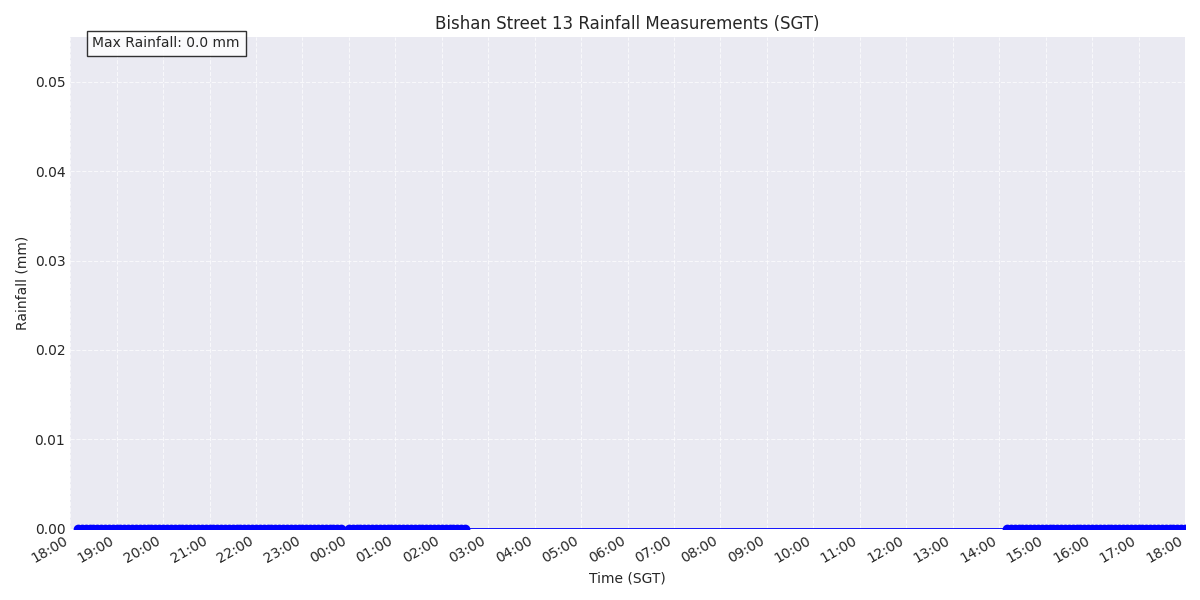 Bishan Street 13 Rainfall Measurements (SGT)
Max Rainfall: 0.0 mm
0.05
0.04
0.03
0.02
0.01
0.00
Rainfall (mm)
18:00 19:00 20:00 21:00 22:00 23:00 00:00 01:00 02:00 03:00 04:00 05:00 06:00 07:00 08:00 09:00 10:00 11:00 12:00 13:00 14:00 15:00 16:00 17:00 18:00
Time (SGT)